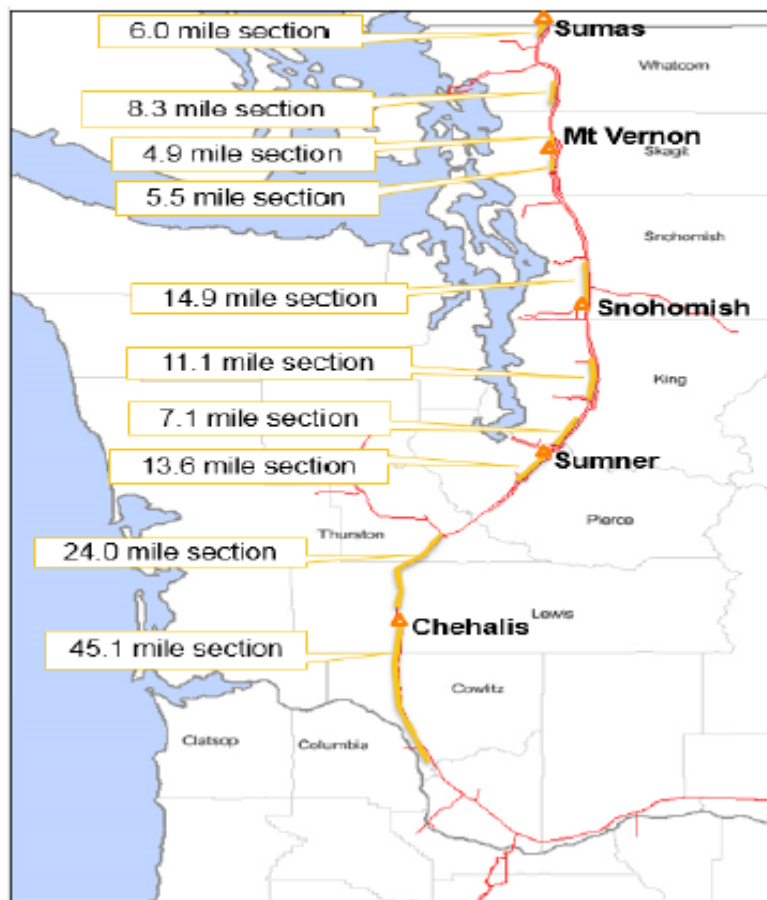 6.0 mile section
Sumas
Whatcom
8.3 mile section
Mt Vernon
4.9 mile section
Skagit
5.5 mile section
Snohomish
14.9 mile section
Snohomish
11.1 mile section
King
7.1 mile section
Sumner
13.6 mile section
Pierce
Thurston
24.0 mile section
Lewis
Chehalis
45.1 mile section
Cowlitz
Clatsop
Columbia